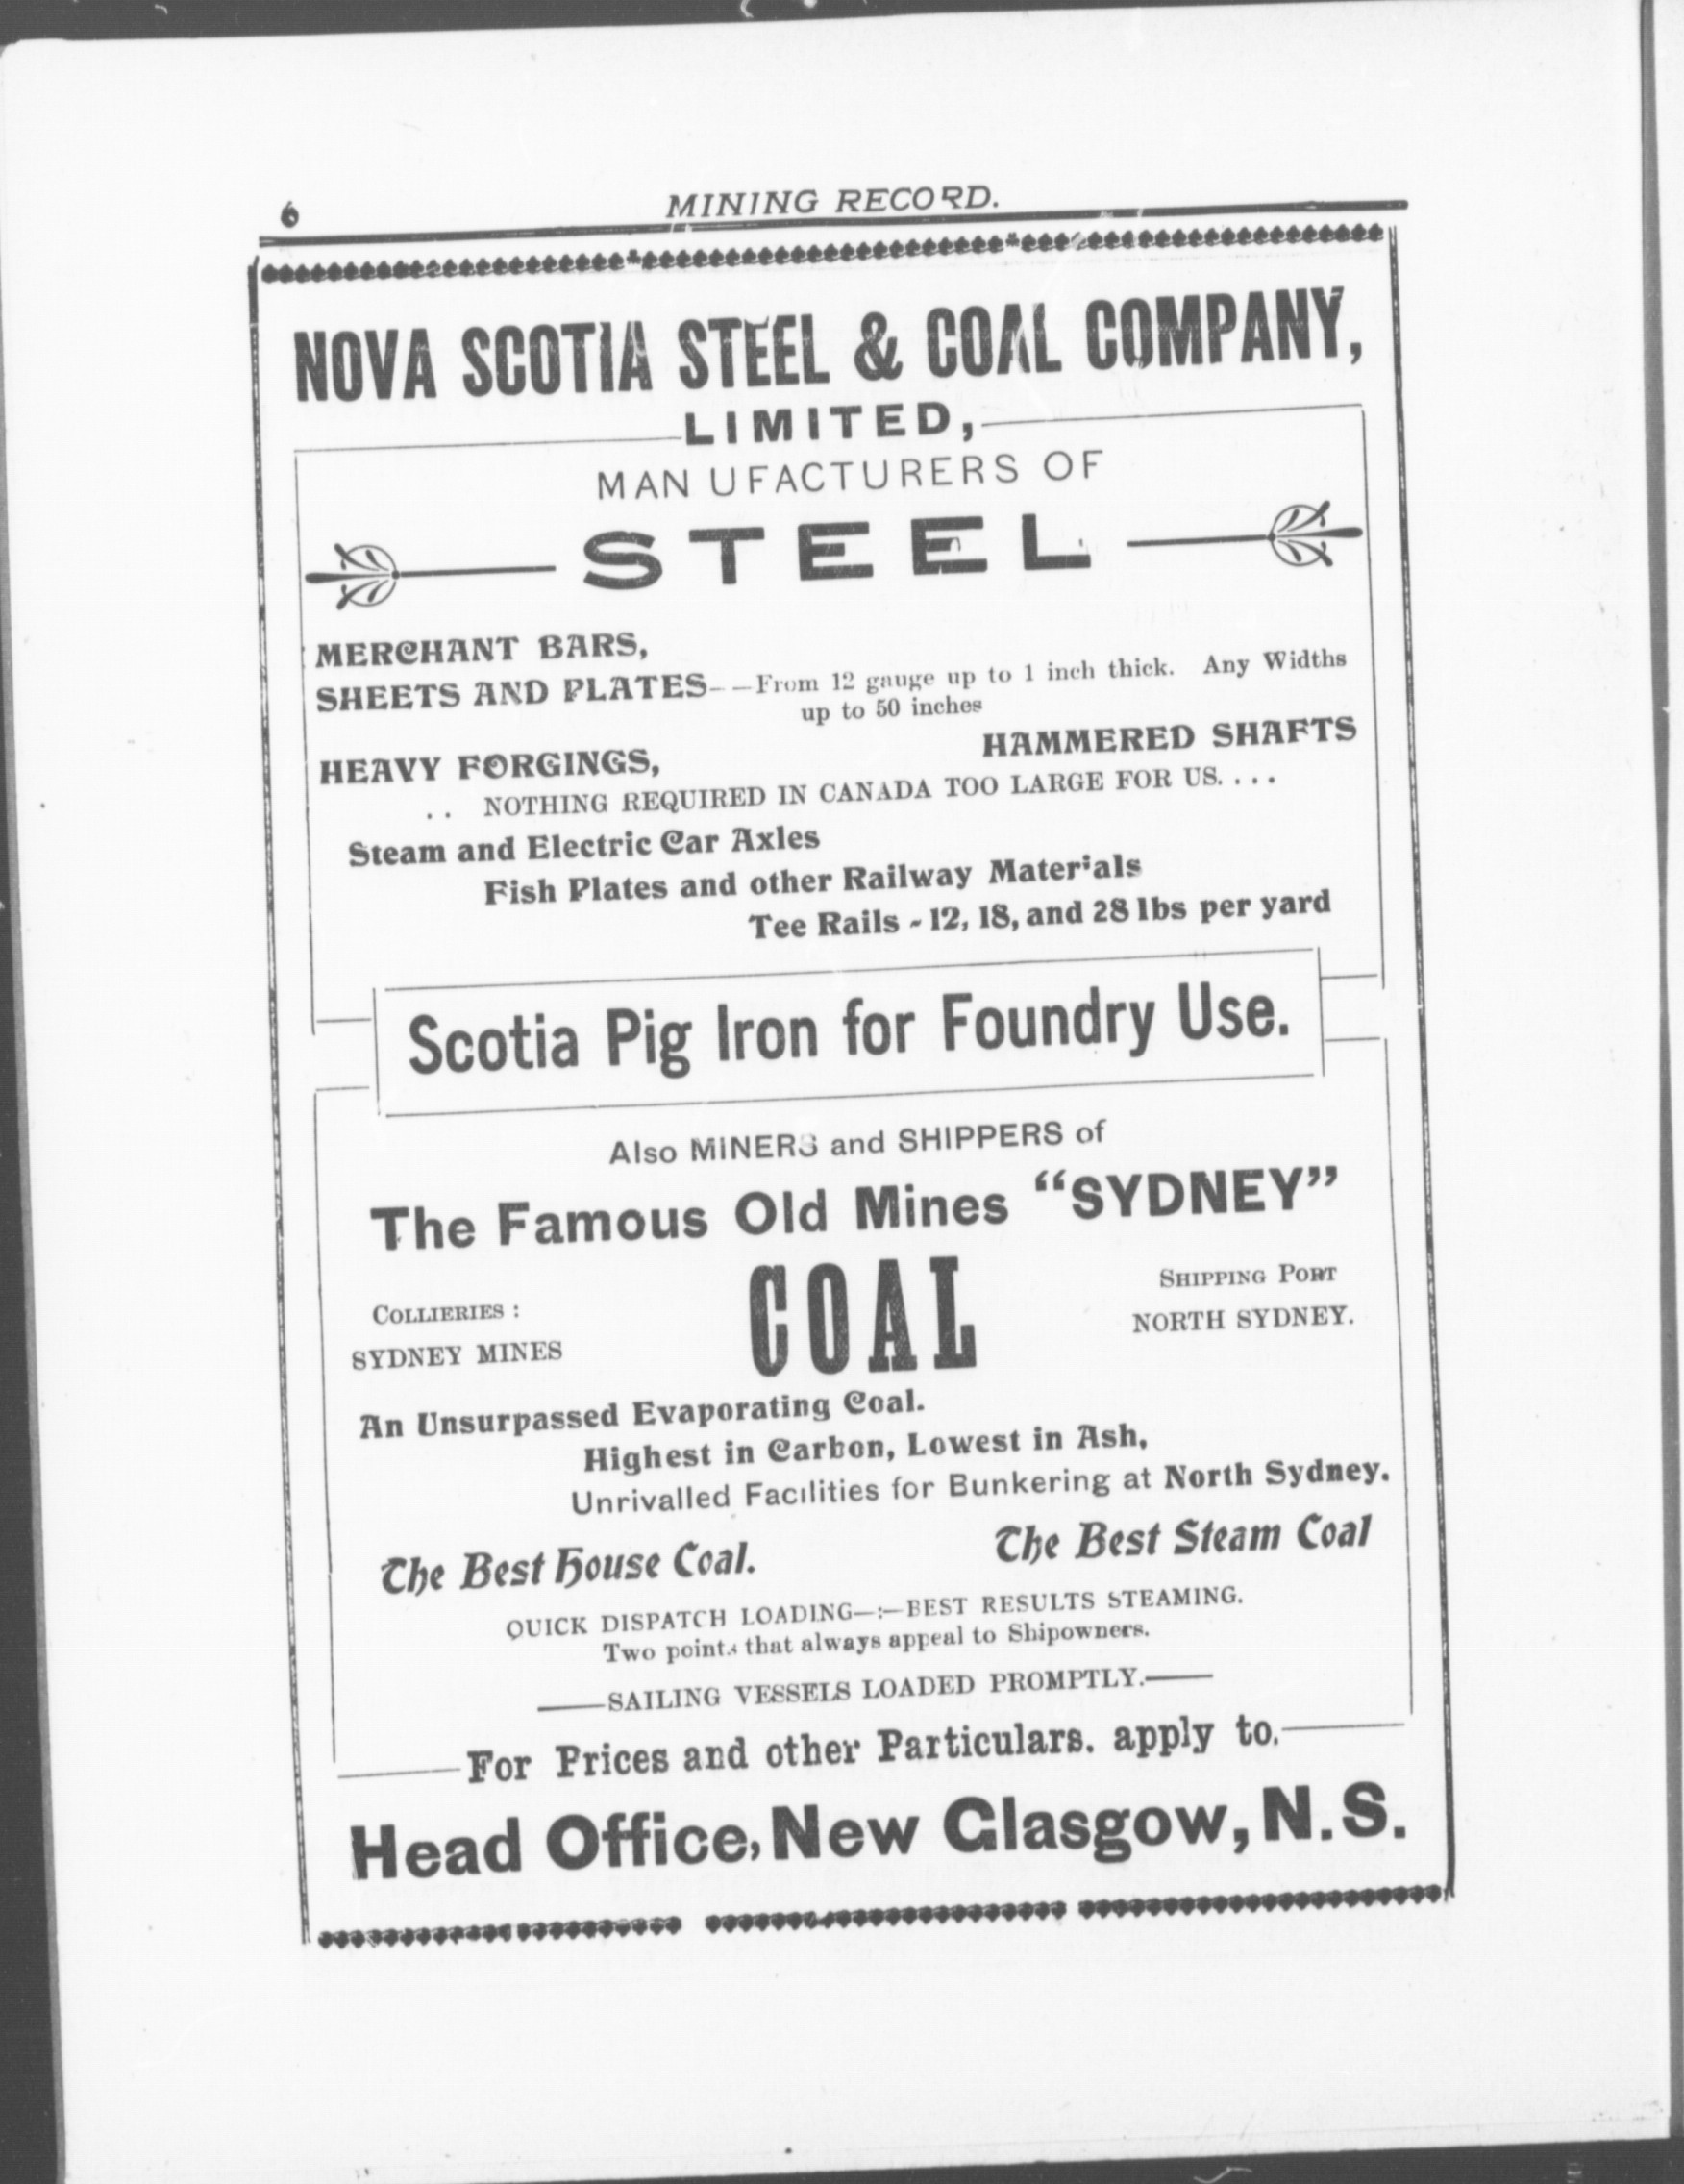 6
MINING RECORD.
NOVA SCOTIA STEEL & COAL COMPANY,
LIMITED,
MANUFACTURERS OF
STEEL
MERCHANT BARS,
SHEETS AND PLATES--From 12 gauge up to 1 inch thick. Any Widths
up to 50 inches
HEAVY FORGINGS, HAMMERED SHAFTS
.. NOTHING REQUIRED IN CANADA TOO LARGE FOR US....
Steam and Electric Car Axles
Fish Plates and other Railway Materials
Tee Rails - 12, 18, and 28 lbs per yard
Scotia Pig Iron for Foundry Use.
Also MINERS and SHIPPERS of
The Famous Old Mines "SYDNEY"
COAL
COLLIERIES :
SYDNEY MINES
SHIPPING PORT
NORTH SYDNEY.
An Unsurpassed Evaporating Coal.
Highest in Carbon, Lowest in Ash,
Unrivalled Facilities for Bunkering at North Sydney.
The Best House Coal. The Best Steam Coal
QUICK DISPATCH LOADING—:—BEST RESULTS STEAMING.
Two points that always appeal to Shipowners.
——SAILING VESSELS LOADED PROMPTLY.——
For Prices and other Particulars. apply to.
Head Office, New Glasgow, N.S.